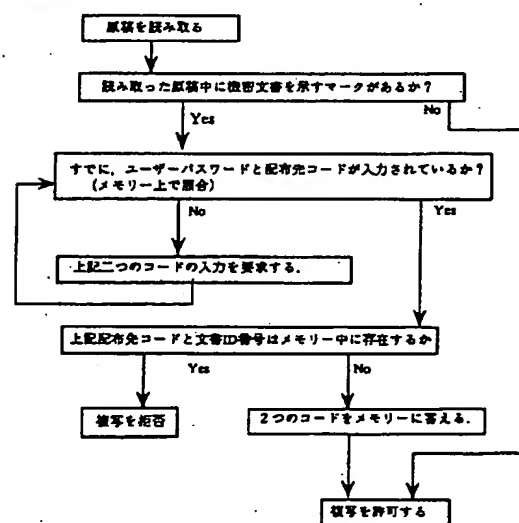 原稿を読み取る
読み取った原稿中に機密文書を示すマークがあるか?
Yes
No
すでに、ユーザーパスワードと配布先コードが入力されているか?
(メモリー上で照合)
No
Yes
上記二つのコードの入力を要求する.
上記配布先コードと文書ID番号はメモリー中に存在するか
Yes
No
複写を拒否
2つのコードをメモリーに答える.
複写を許可する